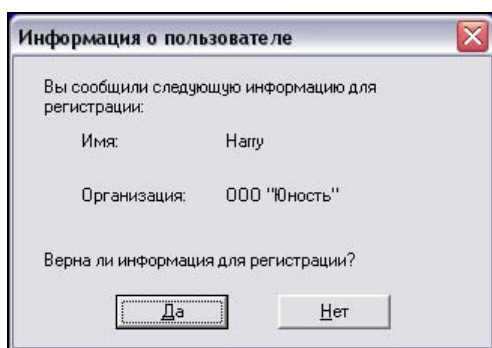 Информация о пользователе
Вы сообщили следующую информацию для
регистрации:
Имя: Harry
Организация: ООО "Юность"
Верна ли информация для регистрации?
Да Нет